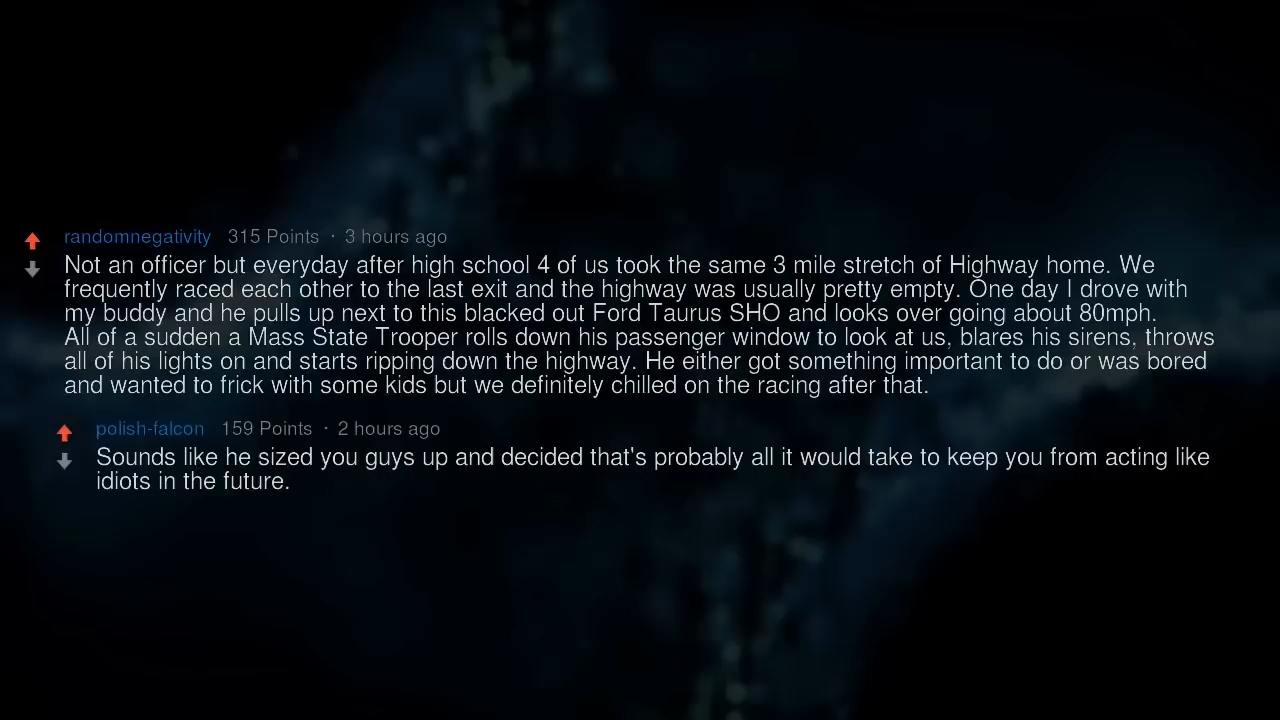 randomnegativity 315 Points · 3 hours ago
Not an officer but everyday after high school 4 of us took the same 3 mile stretch of Highway home. We
frequently raced each other to the last exit and the highway was usually pretty empty. One day I drove with
my buddy and he pulls up next to this blacked out Ford Taurus SHO and looks over going about 80mph.
All of a sudden a Mass State Trooper rolls down his passenger window to look at us, blares his sirens, throws
all of his lights on and starts ripping down the highway. He either got something important to do or was bored
and wanted to frick with some kids but we definitely chilled on the racing after that.
polish-falcon 159 Points · 2 hours ago
Sounds like he sized you guys up and decided that's probably all it would take to keep you from acting like
idiots in the future.